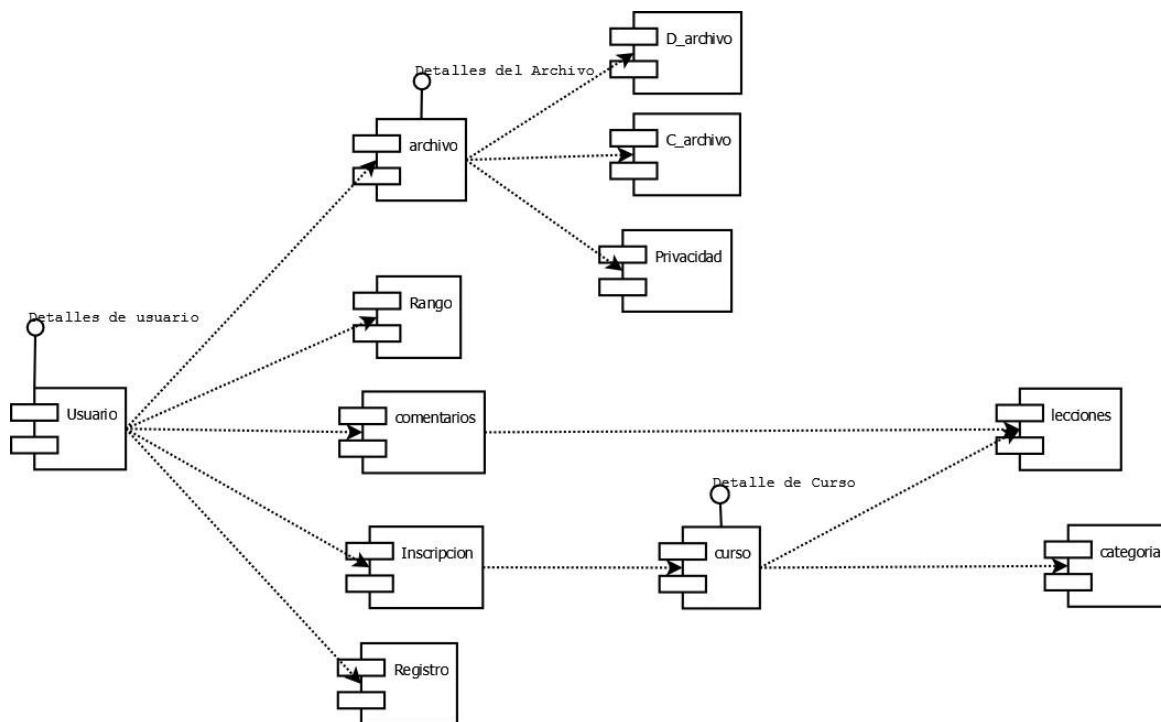 D_archivo
Detalles del Archivo
archivo
C_archivo
Privacidad
Rango
Detalles de usuario
Usuario
comentarios
lecciones
Detalle de Curso
Inscripcion
curso
categoria
Registro